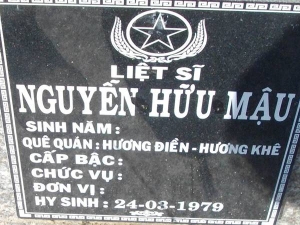 LIỆT SĨ
NGUYỄN HỮU MẬU
SINH NĂM :
QUÊ QUÁN : HƯƠNG ĐIỀN - HƯƠNG KHÊ
CẤP BẬC :
CHỨC VỤ :
ĐƠN VỊ :
HY SINH : 24-03-1979